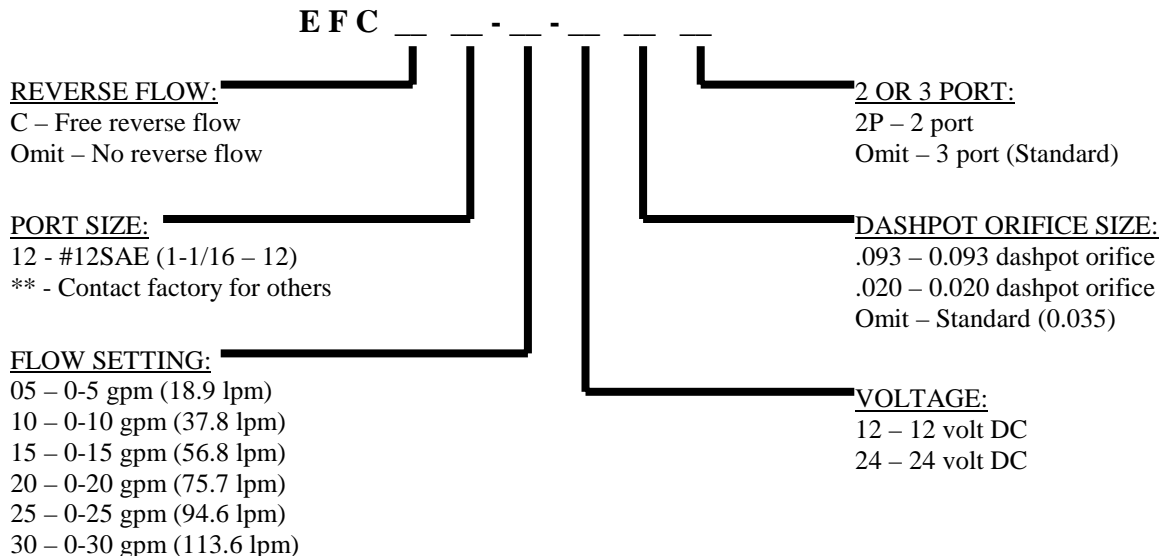 E F C __ __ - __ - __ __ __
REVERSE FLOW:
C – Free reverse flow
Omit – No reverse flow
PORT SIZE:
12 - #12SAE (1-1/16 – 12)
** - Contact factory for others
FLOW SETTING:
05 – 0-5 gpm (18.9 lpm)
10 – 0-10 gpm (37.8 lpm)
15 – 0-15 gpm (56.8 lpm)
20 – 0-20 gpm (75.7 lpm)
25 – 0-25 gpm (94.6 lpm)
30 – 0-30 gpm (113.6 lpm)
2 OR 3 PORT:
2P – 2 port
Omit – 3 port (Standard)
DASHPOT ORIFICE SIZE:
.093 – 0.093 dashpot orifice
.020 – 0.020 dashpot orifice
Omit – Standard (0.035)
VOLTAGE:
12 – 12 volt DC
24 – 24 volt DC